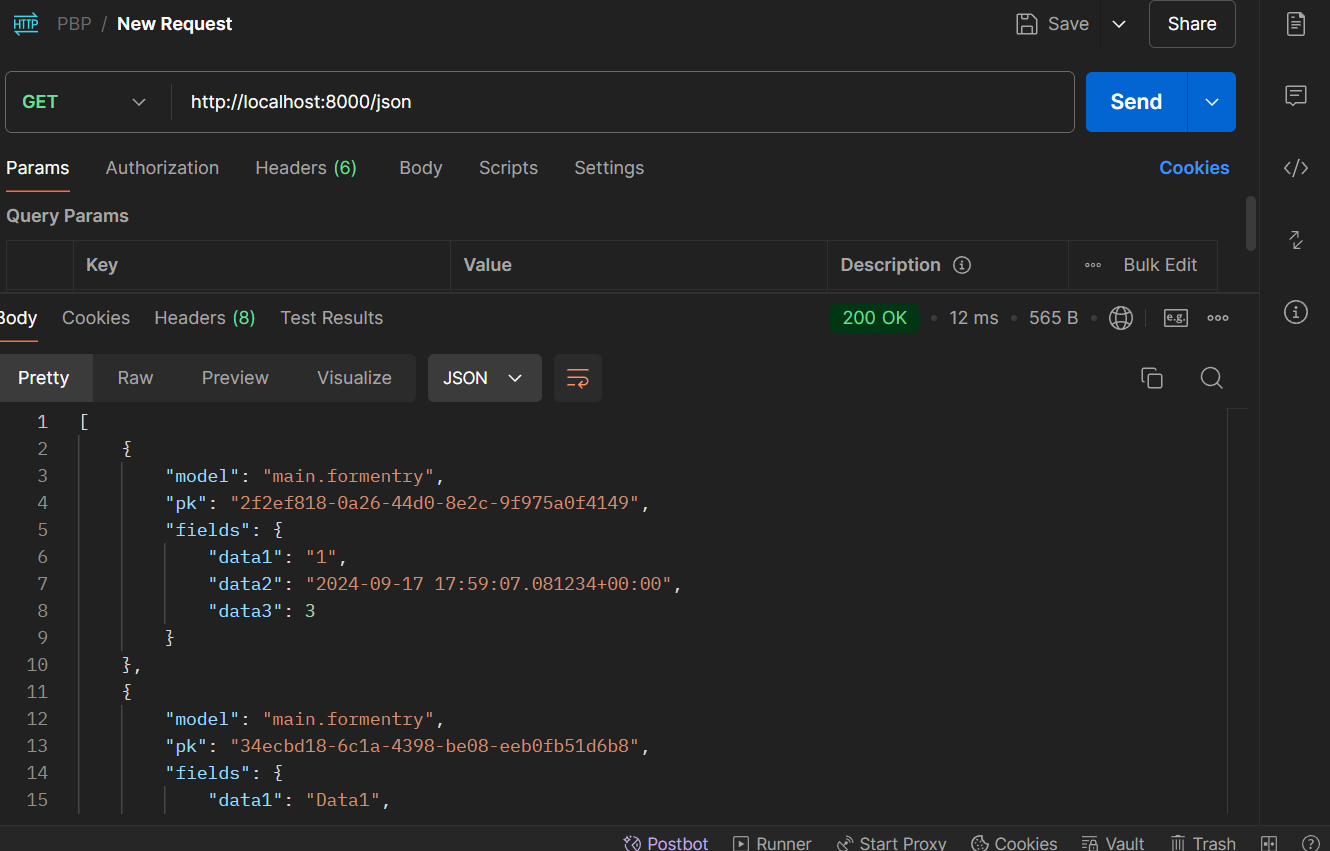 HTTP PBP / New Request Save Share
GET http://localhost:8000/json Send
Params Authorization Headers (6) Body Scripts Settings Cookies
Query Params
Key Value Description Bulk Edit
Body Cookies Headers (8) Test Results 200 OK 12 ms 565 B e.g.
Pretty Raw Preview Visualize JSON
1 [
2 {
3 "model": "main.formentry",
4 "pk": "2f2ef818-0a26-44d0-8e2c-9f975a0f4149",
5 "fields": {
6 "data1": "1",
7 "data2": "2024-09-17 17:59:07.081234+00:00",
8 "data3": 3
9 }
10 },
11 {
12 "model": "main.formentry",
13 "pk": "34ecbd18-6c1a-4398-be08-eeb0fb51d6b8",
14 "fields": {
15 "data1": "Data1",
Postbot Runner Start Proxy Cookies Vault Trash